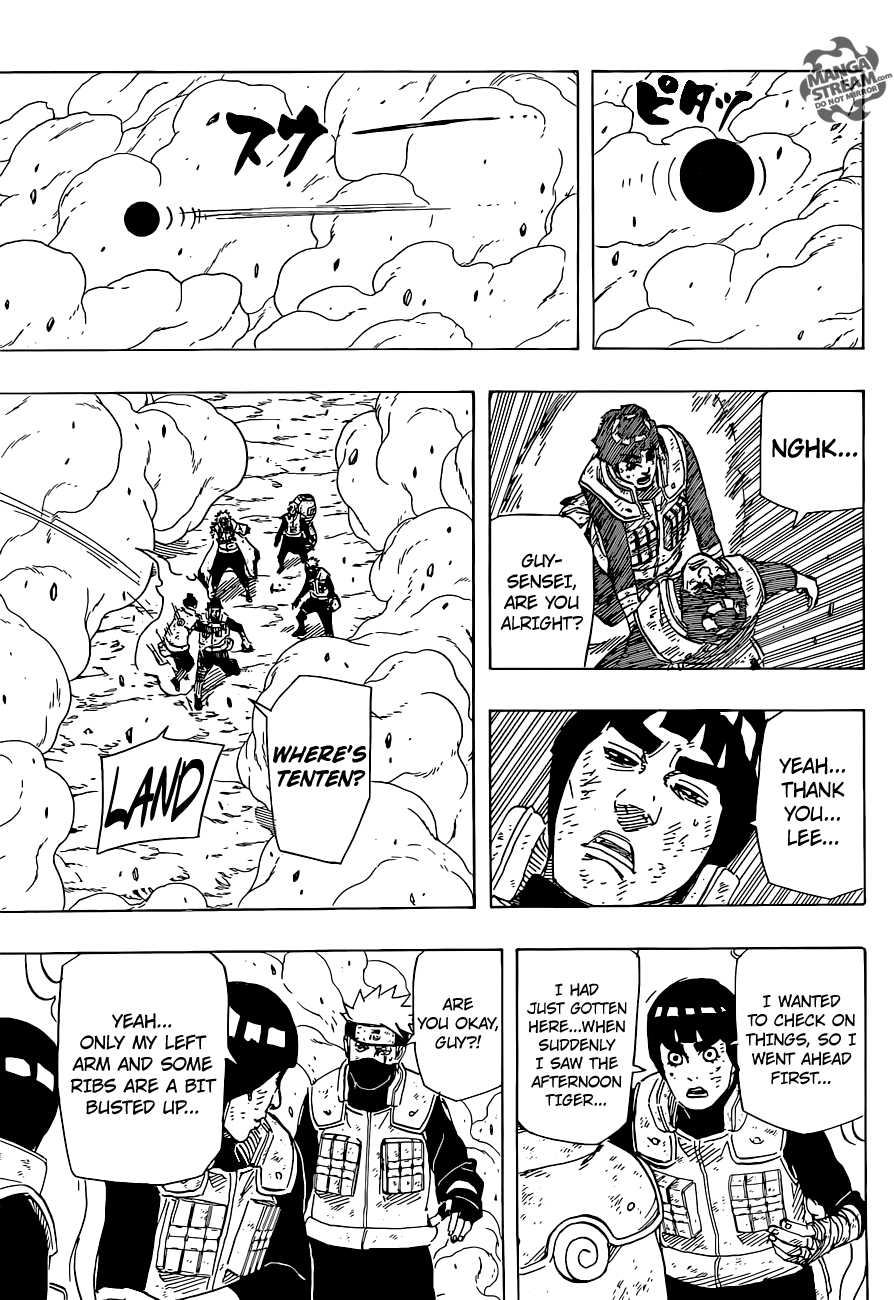 MANGA
STREAM.com
DO NOT MIRROR
ピタッ
スウ
NGHK...
GUY-
SENSEI,
ARE YOU
ALRIGHT?
WHERE'S
TENTEN?
LAND
YEAH...
THANK
YOU...
LEE...
I WANTED
TO CHECK ON
THINGS, SO I
WENT AHEAD
FIRST...
I HAD
JUST GOTTEN
HERE...WHEN
SUDDENLY
I SAW THE
AFTERNOON
TIGER...
ARE
YOU OKAY,
GUY?!
YEAH...
ONLY MY LEFT
ARM AND SOME
RIBS ARE A BIT
BUSTED UP...